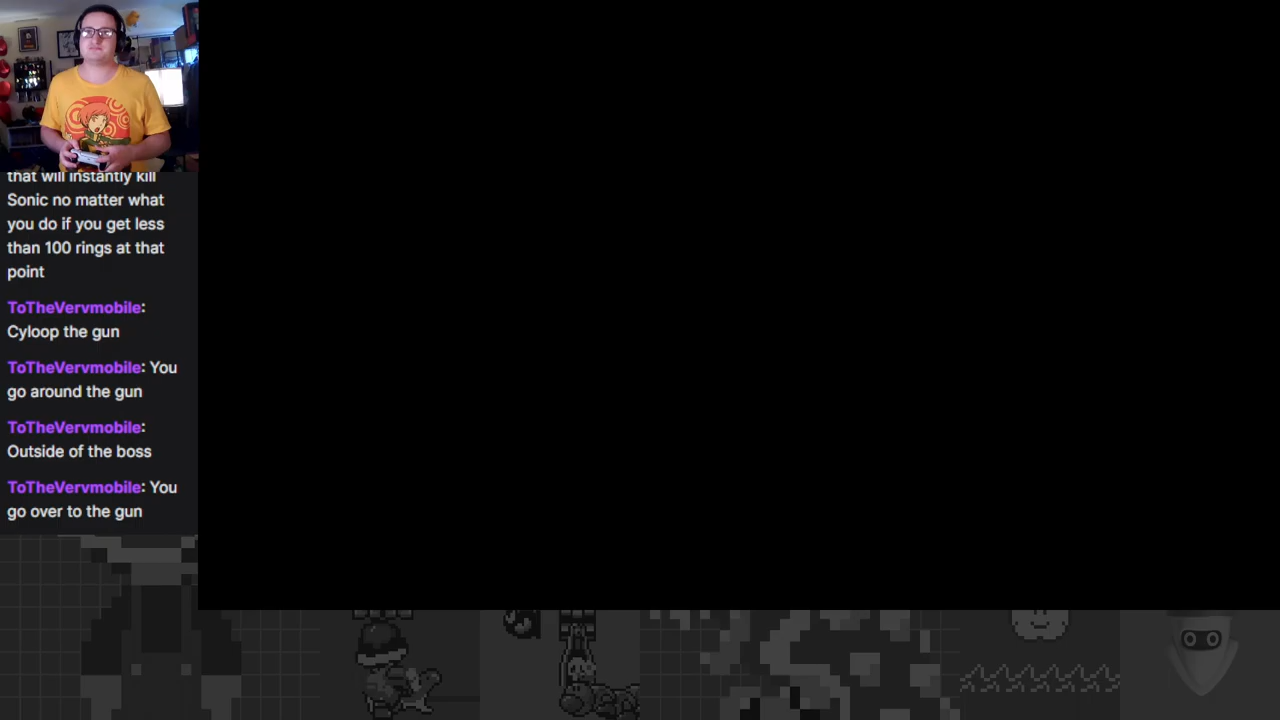 that will instantly kill
Sonic no matter what
you do if you get less
than 100 rings at that
point
ToTheVervmobile:
Cyloop the gun
ToTheVervmobile: You
go around the gun
ToTheVervmobile:
Outside of the boss
ToTheVervmobile: You
go over to the gun